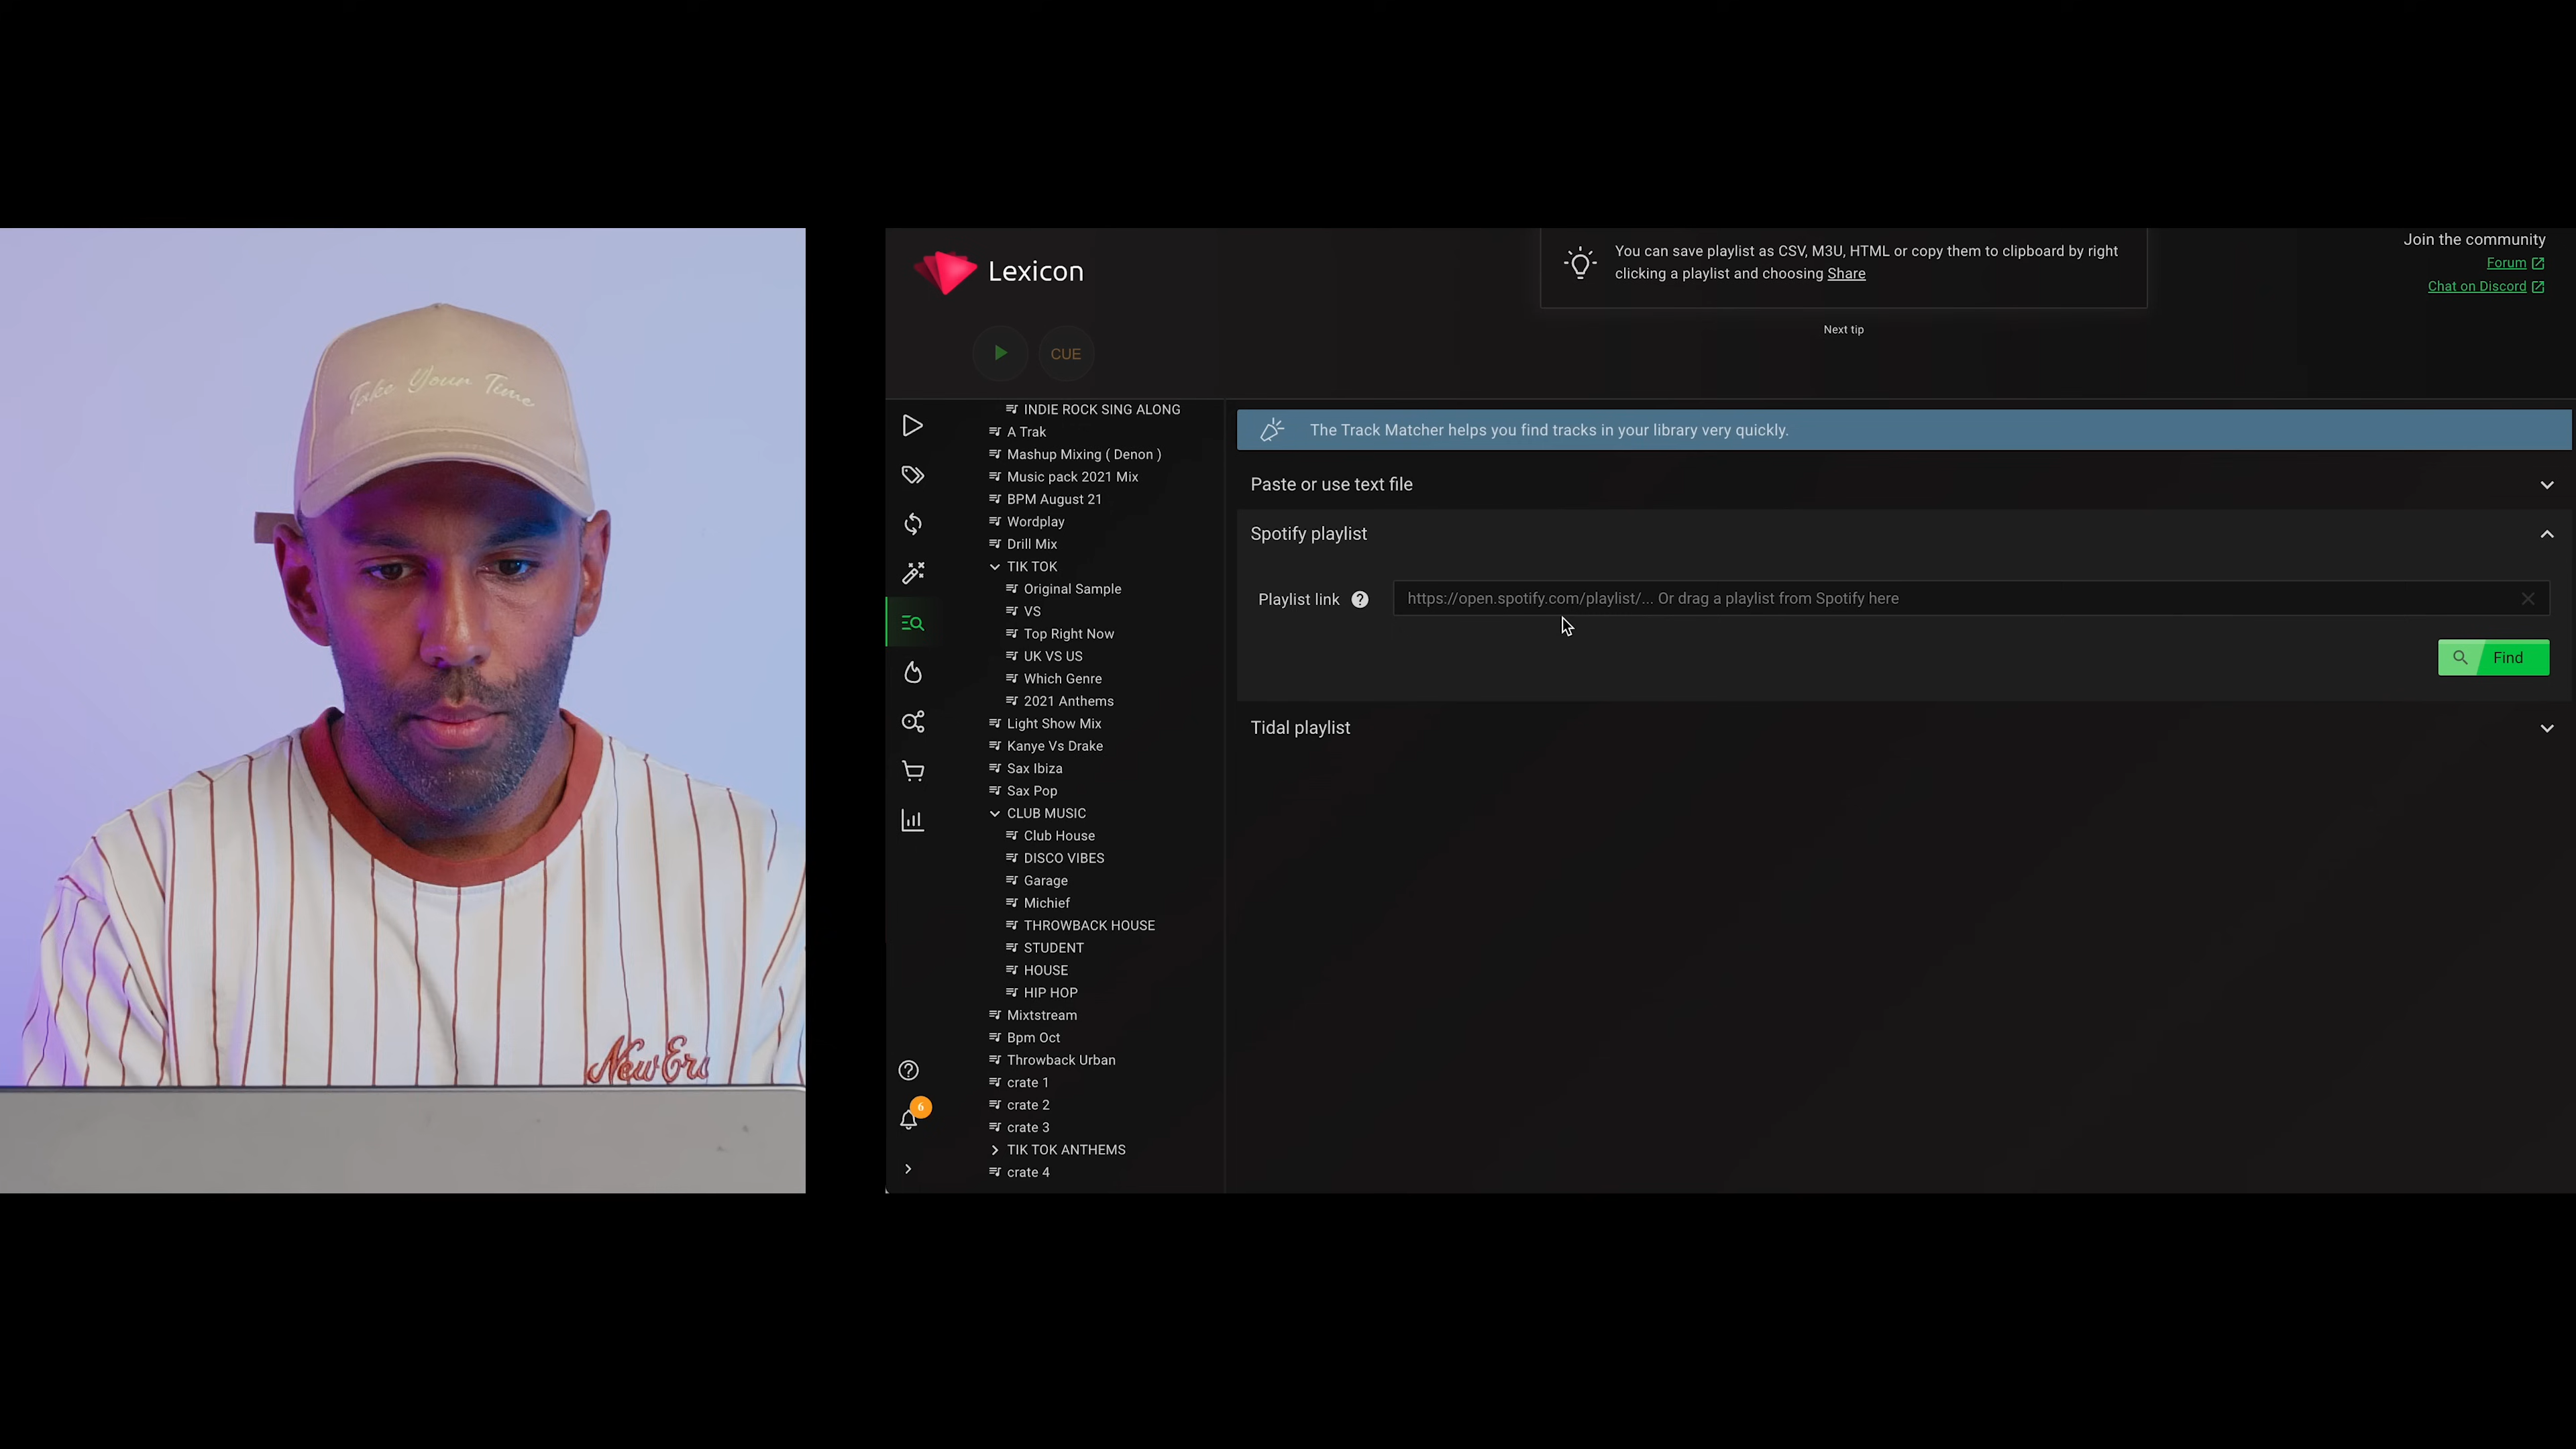 Take Your Time
New Era
Lexicon
You can save playlist as CSV, M3U, HTML or copy them to clipboard by right
clicking a playlist and choosing Share
Next tip
Join the community
Forum
Chat on Discord
CUE
INDIE ROCK SING ALONG
A Trak
Mashup Mixing ( Denon )
Music pack 2021 Mix
BPM August 21
Wordplay
Drill Mix
TIK TOK
Original Sample
VS
Top Right Now
UK VS US
Which Genre
2021 Anthems
Light Show Mix
Kanye Vs Drake
Sax Ibiza
Sax Pop
CLUB MUSIC
Club House
DISCO VIBES
Garage
Michief
THROWBACK HOUSE
STUDENT
HOUSE
HIP HOP
Mixtstream
Bpm Oct
Throwback Urban
crate 1
crate 2
crate 3
TIK TOK ANTHEMS
crate 4
6
The Track Matcher helps you find tracks in your library very quickly.
Paste or use text file
Spotify playlist
Playlist link
https://open.spotify.com/playlist/... Or drag a playlist from Spotify here
Find
Tidal playlist